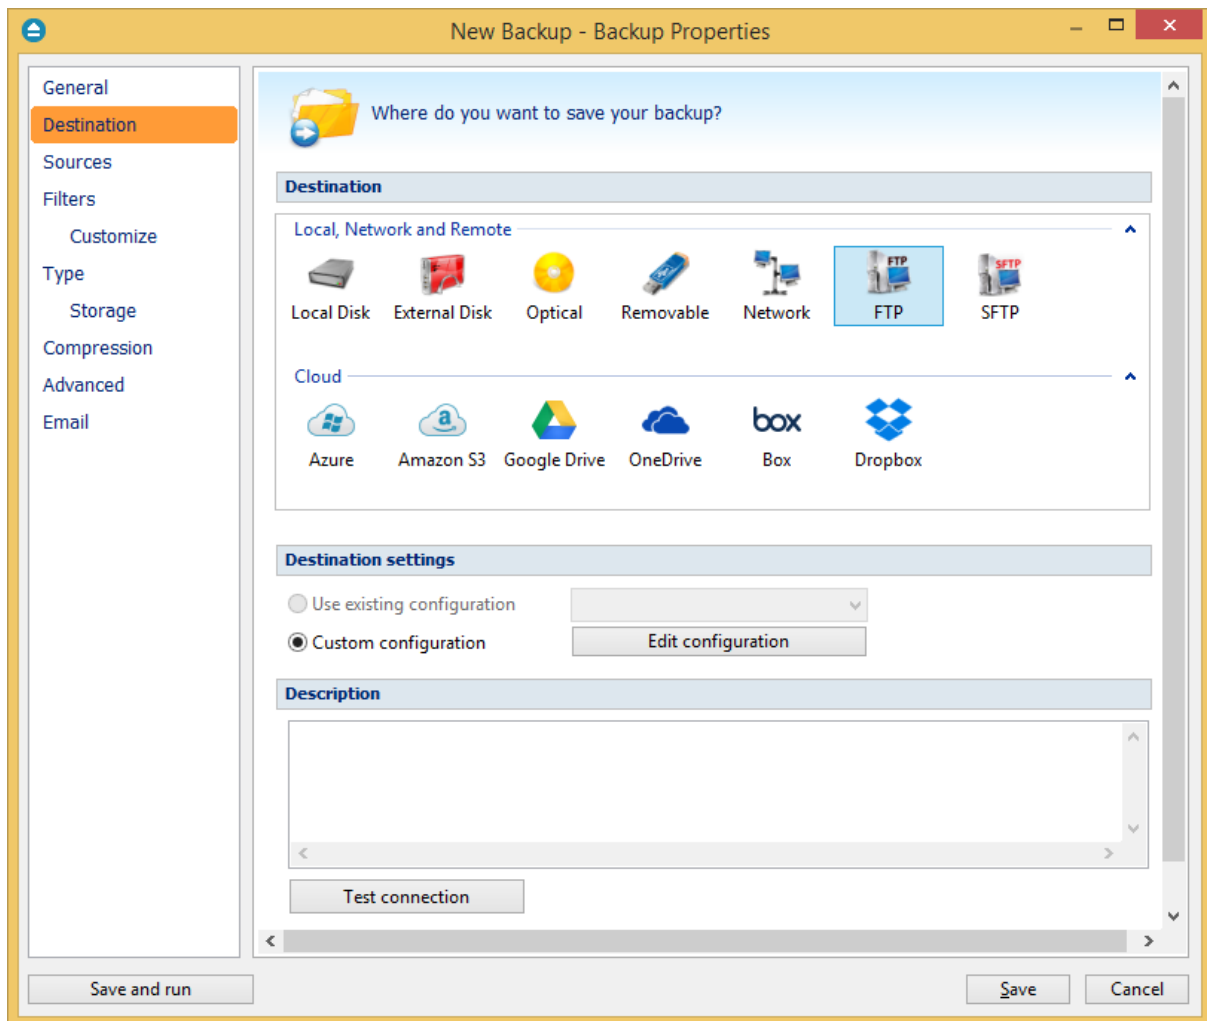 New Backup - Backup Properties
General
Destination
Sources
Filters
Customize
Type
Storage
Compression
Advanced
Email
Where do you want to save your backup?
Destination
Local, Network and Remote
FTP SFTP
Local Disk External Disk Optical Removable Network FTP SFTP
Cloud
a box
Azure Amazon S3 Google Drive OneDrive Box Dropbox
Destination settings
Use existing configuration
Custom configuration Edit configuration
Description
Test connection
Save and run Save Cancel